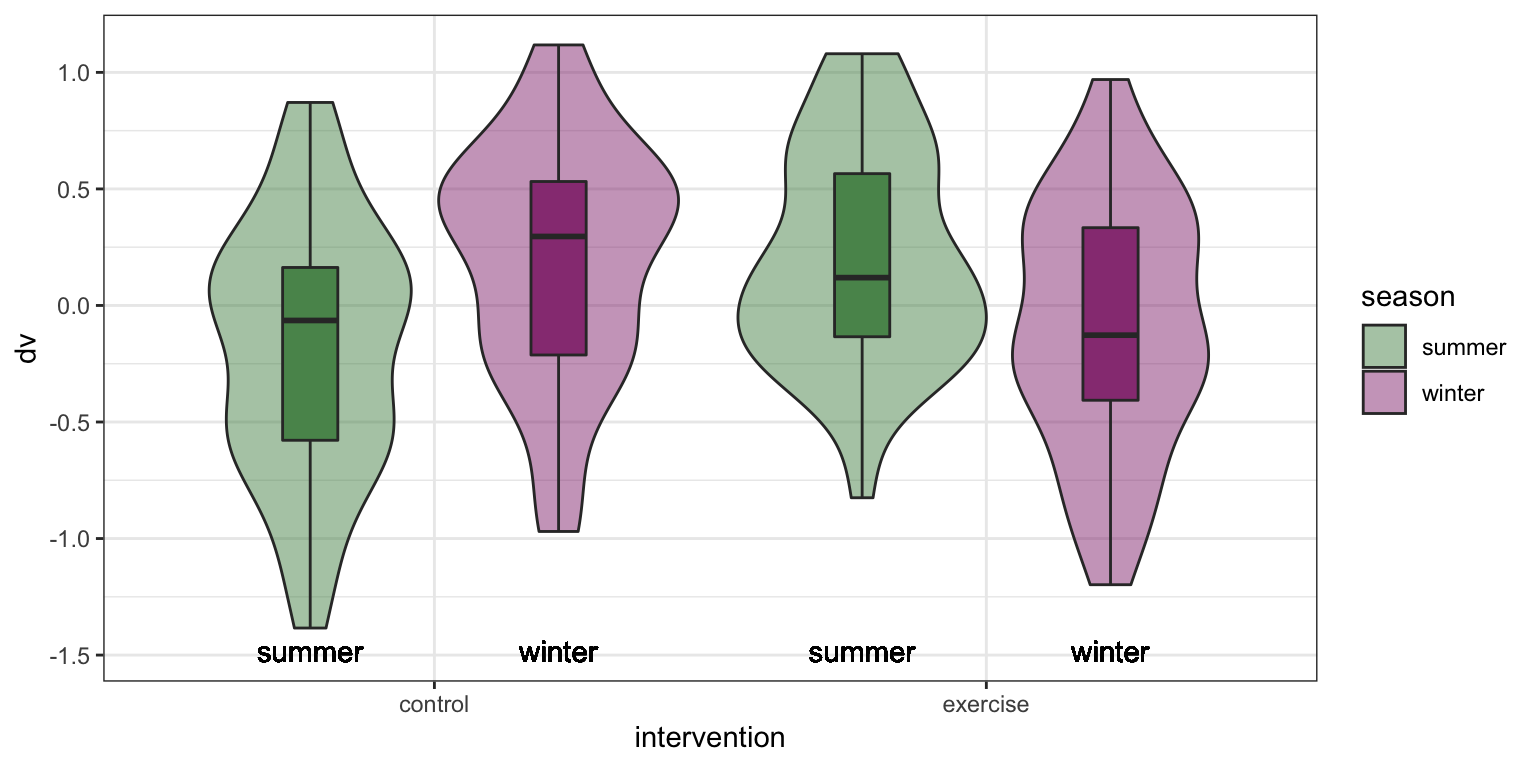 1.0
0.5
0.0
-0.5
-1.0
-1.5
dv
summer winter summer winter
control exercise
intervention
season
summer
winter